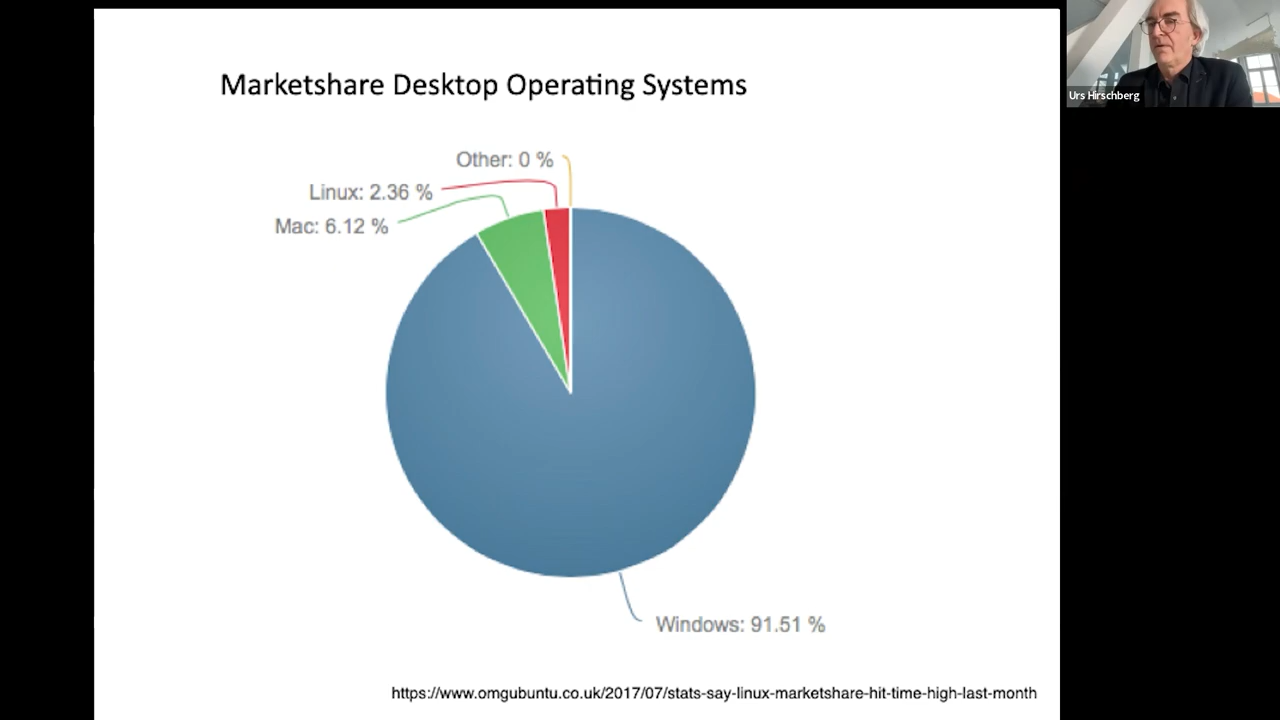 Marketshare Desktop Operating Systems
Other: 0 %
Linux: 2.36 %
Mac: 6.12 %
Windows: 91.51 %
https://www.omgubuntu.co.uk/2017/07/stats-say-linux-marketshare-hit-time-high-last-month
Urs Hirschberg